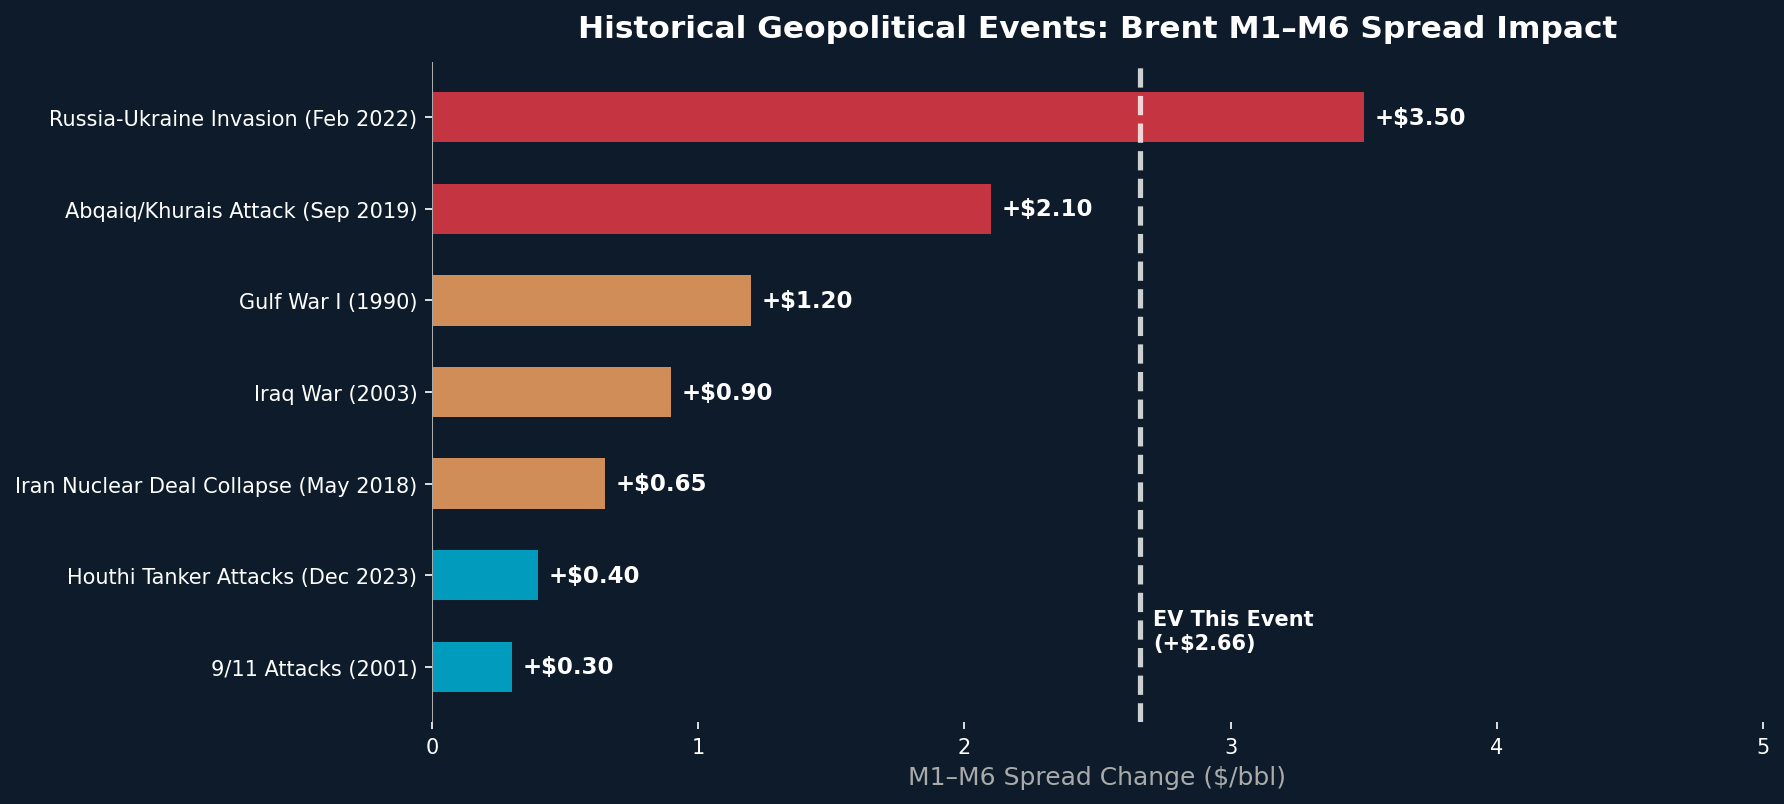 Historical Geopolitical Events: Brent M1–M6 Spread Impact
Russia-Ukraine Invasion (Feb 2022)
+$3.50
Abqaiq/Khurais Attack (Sep 2019)
+$2.10
Gulf War I (1990)
+$1.20
Iraq War (2003)
+$0.90
Iran Nuclear Deal Collapse (May 2018)
+$0.65
Houthi Tanker Attacks (Dec 2023)
+$0.40
EV This Event
(+$2.66)
9/11 Attacks (2001)
+$0.30
0 1 2 3 4 5
M1–M6 Spread Change ($/bbl)